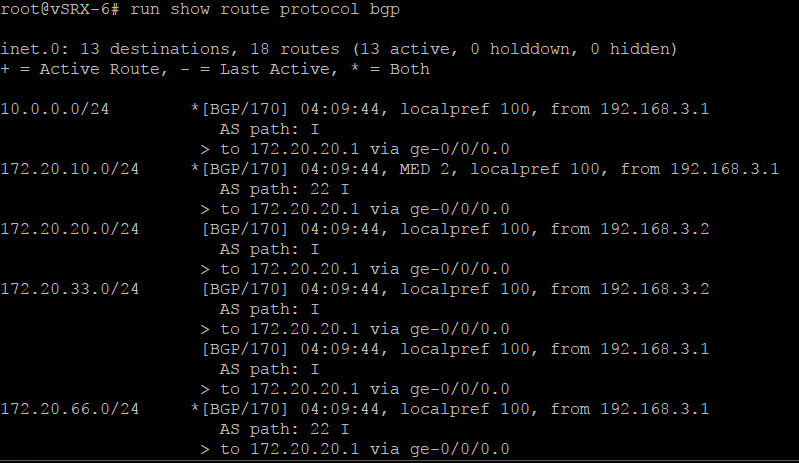 root@vSRX-6# run show route protocol bgp
inet.0: 13 destinations, 18 routes (13 active, 0 holddown, 0 hidden)
+ = Active Route, - = Last Active, * = Both
10.0.0.0/24        *[BGP/170] 04:09:44, localpref 100, from 192.168.3.1
                      AS path: I
                    > to 172.20.20.1 via ge-0/0/0.0
172.20.10.0/24     *[BGP/170] 04:09:44, MED 2, localpref 100, from 192.168.3.1
                      AS path: 22 I
                    > to 172.20.20.1 via ge-0/0/0.0
172.20.20.0/24      [BGP/170] 04:09:44, localpref 100, from 192.168.3.2
                      AS path: I
                    > to 172.20.20.1 via ge-0/0/0.0
172.20.33.0/24      [BGP/170] 04:09:44, localpref 100, from 192.168.3.2
                      AS path: I
                    > to 172.20.20.1 via ge-0/0/0.0
                    [BGP/170] 04:09:44, localpref 100, from 192.168.3.1
                      AS path: I
                    > to 172.20.20.1 via ge-0/0/0.0
172.20.66.0/24     *[BGP/170] 04:09:44, localpref 100, from 192.168.3.1
                      AS path: 22 I
                    > to 172.20.20.1 via ge-0/0/0.0